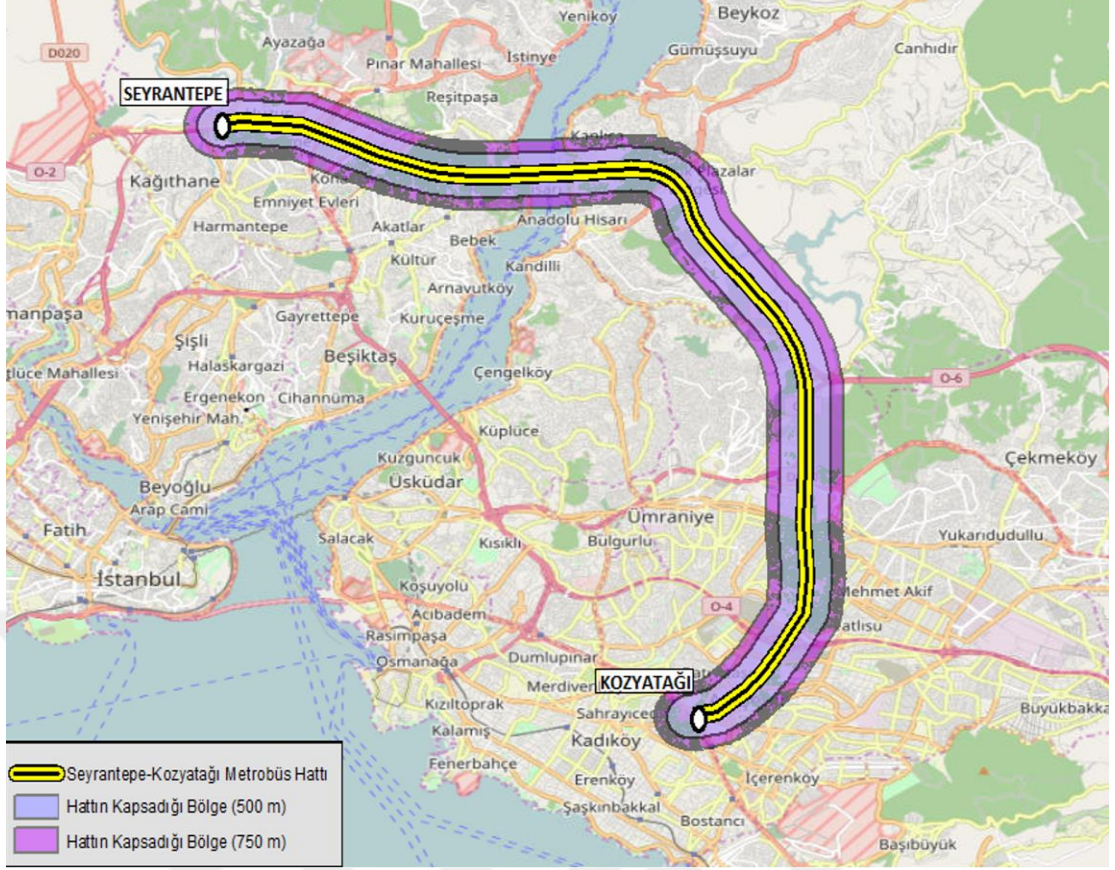 Yeniköy
Beykoz
D020
Ayazağa
İstinye
Gümüşsuyu
Canhıdır
Pınar Mahallesi
SEYRANTEPE
Reşitpaşa
Kanlıca
O-2
Plazalar
Kağıthane
Emniyet Evleri
Harmantepe
Akatlar
Anadolu Hisarı
Bebek
Kültür
Kandilli
Arnavutköy
Gayrettepe
Kuruçeşme
manpaşa
Şişli
Beşiktaş
Halaskargazi
tlüce Mahallesi
Çengelköy
O-6
Ergenekon
Cihannüma
Yenişehir Mah.
Küplüce
Kuzguncuk
Çekmeköy
Beyoğlu
Üsküdar
Arap Cami
Ümraniye
Fatih
Salacak
Kısıklı
Bulgurlu
Yukarıdudullu
İstanbul
Koşuyolu
Mehmet Akif
Acıbadem
O-4
atlısu
Rasimpaşa
Osmanağa
Dumlupınar
KOZYATAĞI
Merdiven
Kızıltoprak
Sahrayıced
Büyükbakka
Kalamış
Kadıköy
Fenerbahçe
Seyrantepe-Kozyatağı Metrobüs Hattı
Erenköy
İçerenköy
Hattın Kapsadığı Bölge (500 m)
Şaşkınbakkal
Bostancı
Hattın Kapsadığı Bölge (750 m)
Başıbüyük